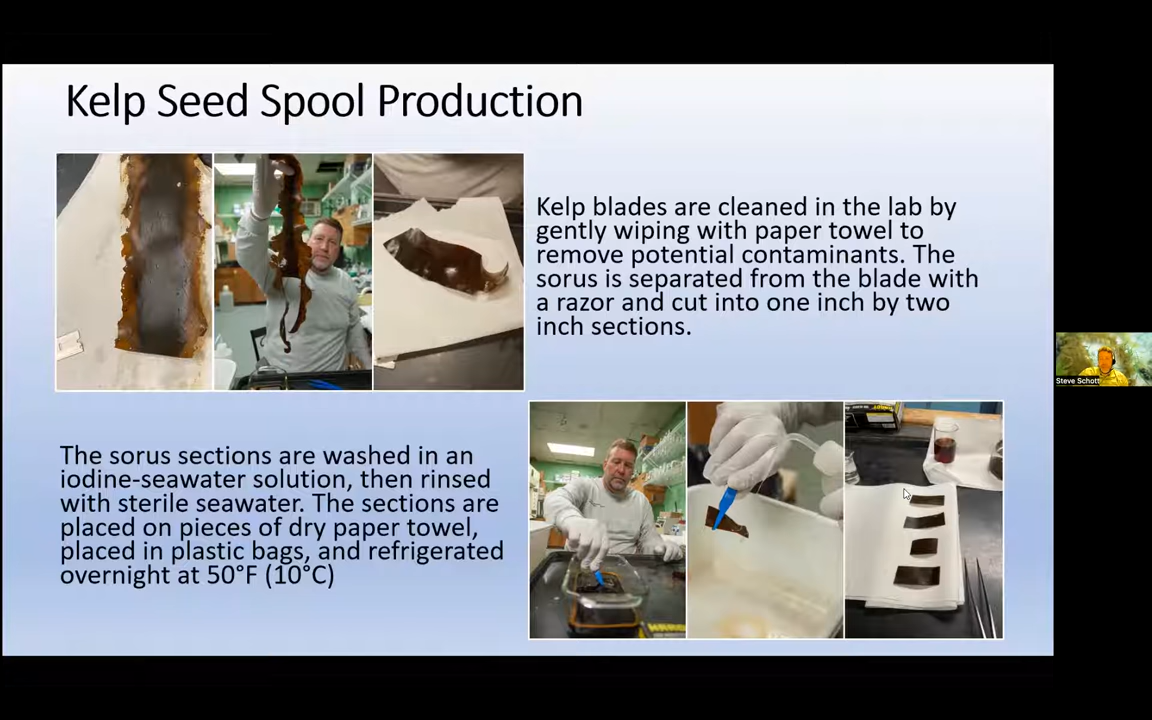 Kelp Seed Spool Production
Kelp blades are cleaned in the lab by
gently wiping with paper towel to
remove potential contaminants. The
sorus is separated from the blade with
a razor and cut into one inch by two
inch sections.
The sorus sections are washed in an
iodine-seawater solution, then rinsed
with sterile seawater. The sections are
placed on pieces of dry paper towel,
placed in plastic bags, and refrigerated
overnight at 50°F (10°C)
Steve Schott